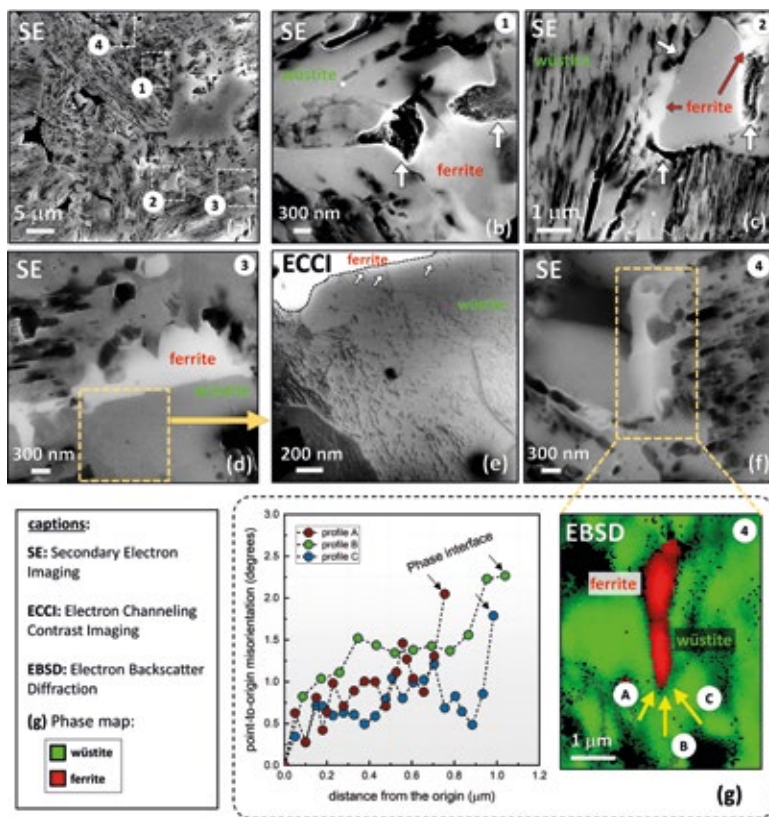 SE
4
1
2
3
5 µm
SE
1
wüstite
ferrite
300 nm
(b)
SE
2
wüstite
ferrite
1 µm
(c)
SE
3
ferrite
300 nm
(d)
ECCI
ferrite
wüstite
200 nm
(e)
SE
4
300 nm
(f)
captions:
SE: Secondary Electron
Imaging
ECCI: Electron Channeling
Contrast Imaging
EBSD: Electron Backscatter
Diffraction
(g) Phase map:
wüstite
ferrite
point-to-origin misorientation (degrees)
3.0
2.5
2.0
1.5
1.0
0.5
0.0
profile A
profile B
profile C
Phase interface
0.0 0.2 0.4 0.6 0.8 1.0 1.2
distance from the origin (µm)
EBSD
4
ferrite
wüstite
A
B
C
1 µm
(g)